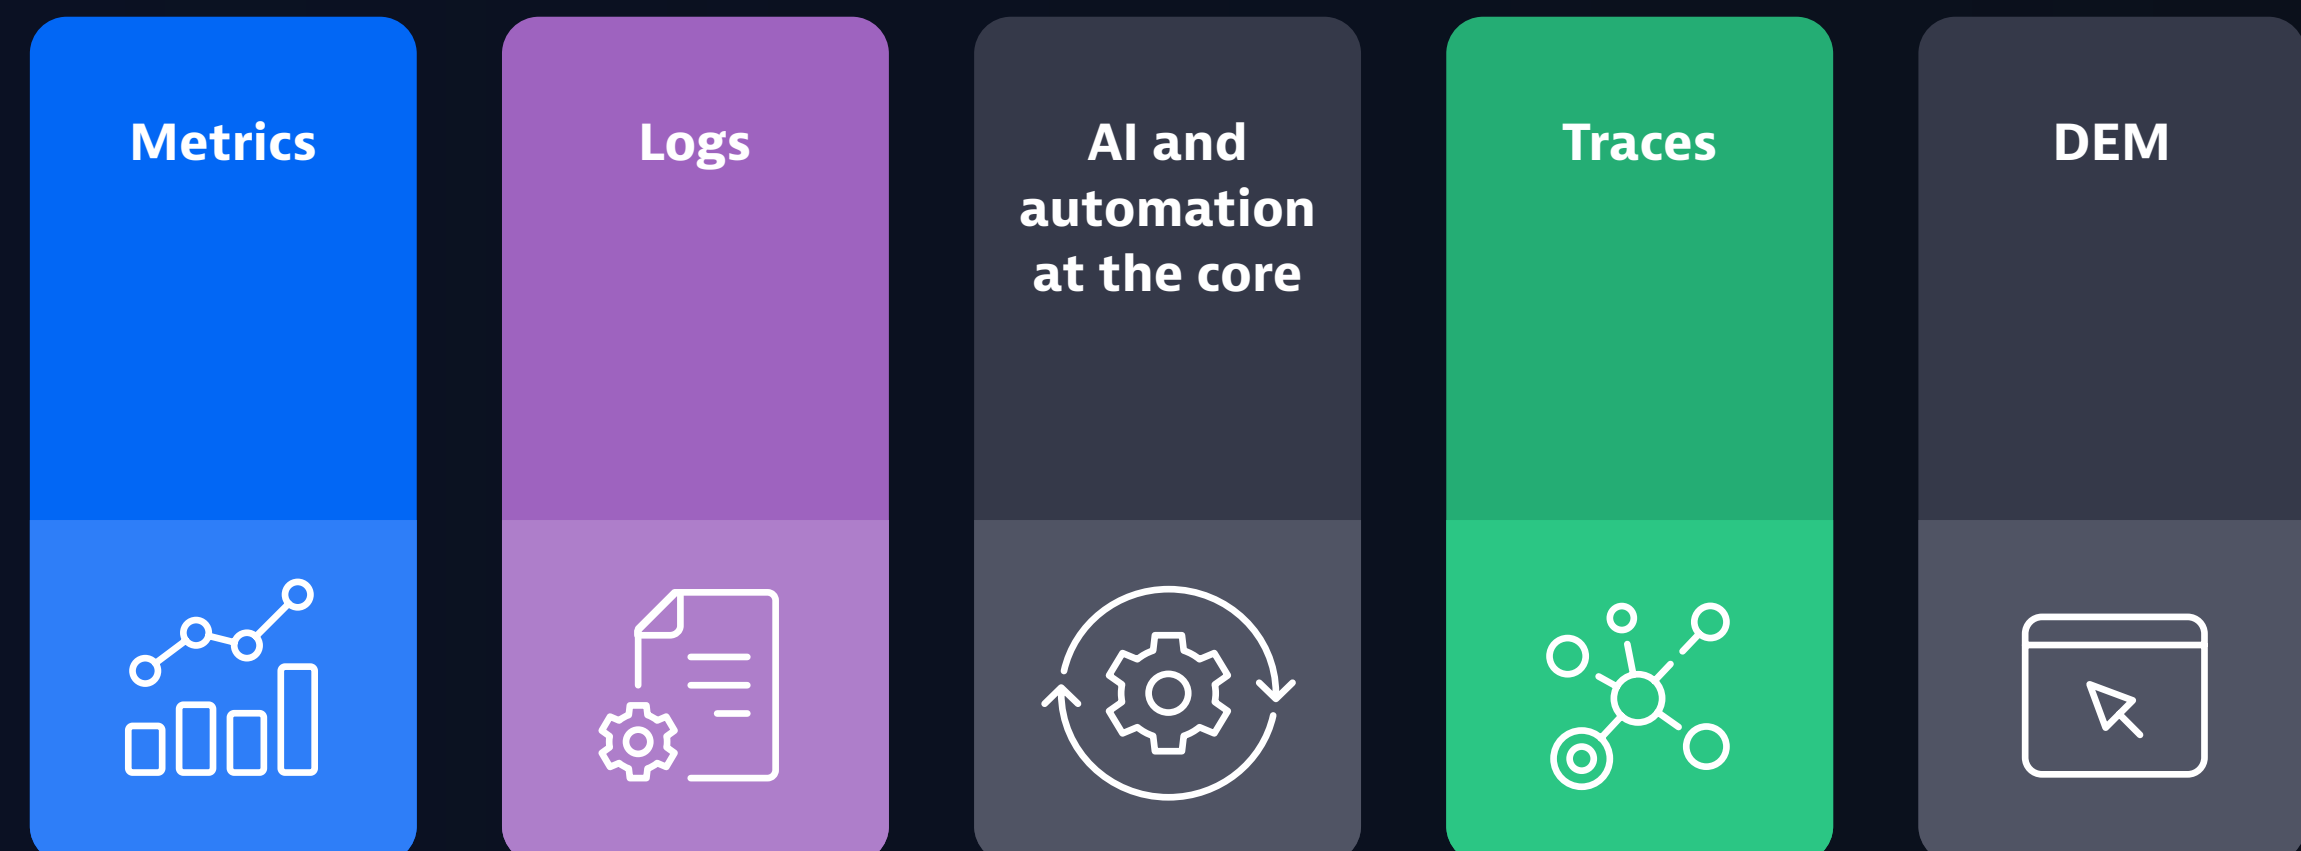 Metrics
Logs
AI and
automation
at the core
Traces
DEM